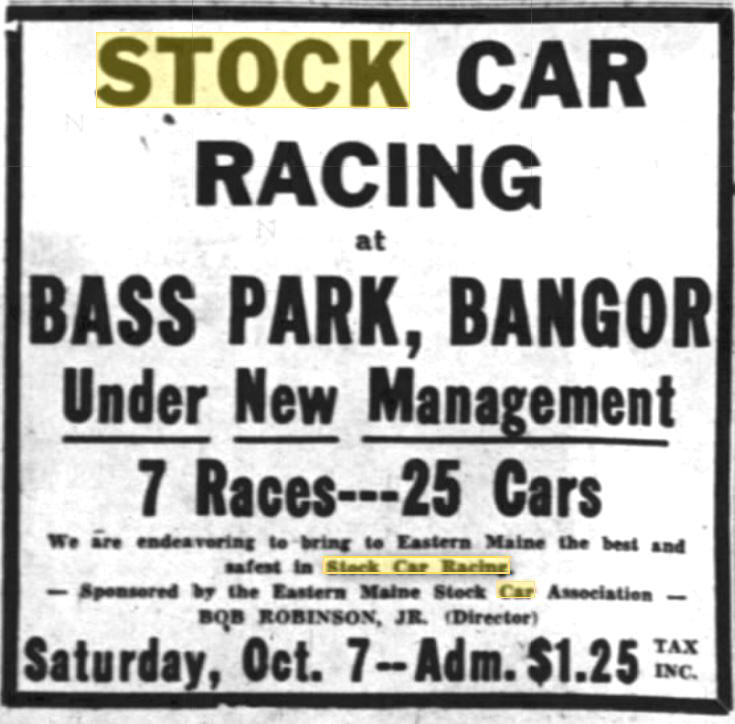 STOCK CAR
RACING
at
BASS PARK, BANGOR
Under New Management
7 Races---25 Cars
We are endeavoring to bring to Eastern Maine the best and
safest in Stock Car Racing
— Sponsored by the Eastern Maine Stock Car Association —
BOB ROBINSON, JR. (Director)
Saturday, Oct. 7--Adm. $1.25 TAX
INC.